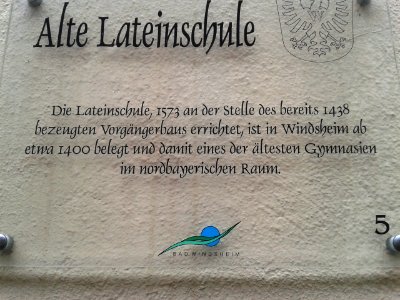 Alte Lateinschule
Die Lateinschule, 1573 an der Stelle des bereits 1438
bezeugten Vorgängerbaus errichtet, ist in Windsheim ab
etwa 1400 belegt und damit eines der ältesten Gymnasien
im nordbayerischen Raum.
5
BAD WINDSHEIM